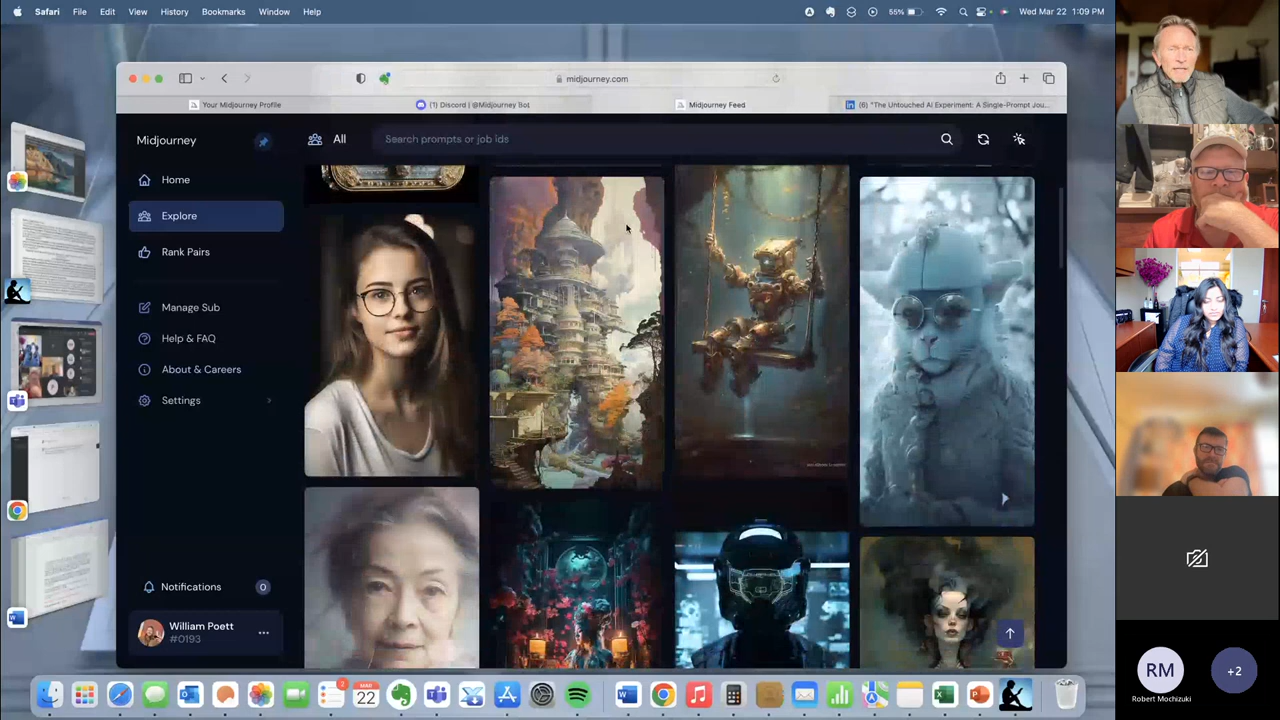 Safari File Edit View History Bookmarks Window Help 55% Wed Mar 22 1:09 PM
midjourney.com
Your Midjourney Profile
(1) Discord | @Midjourney Bot
Midjourney Feed
(6) "The Untouched Ai Experiment: A Single-Prompt Jou...
Midjourney
All
Search prompts or job ids
Home
Explore
Rank Pairs
Manage Sub
Help & FAQ
About & Careers
Settings
Notifications 0
William Poett
#0193
2
MAR
22
RM
Robert Mochizuki
+2